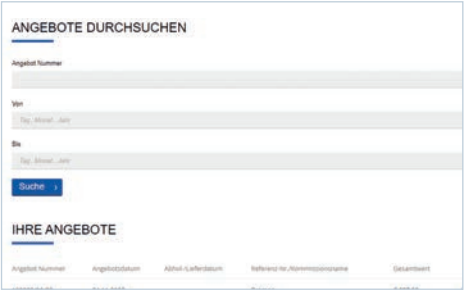 ANGEBOTE DURCHSUCHEN
Angebot Nummer
Von
Tag. Monat. Jahr
Bis
Tag. Monat. Jahr
Suche ›
IHRE ANGEBOTE
Angebot Nummer Angebotsdatum Abhol-/Lieferdatum Referenz-Nr./Kommissionsname Gesamtwert